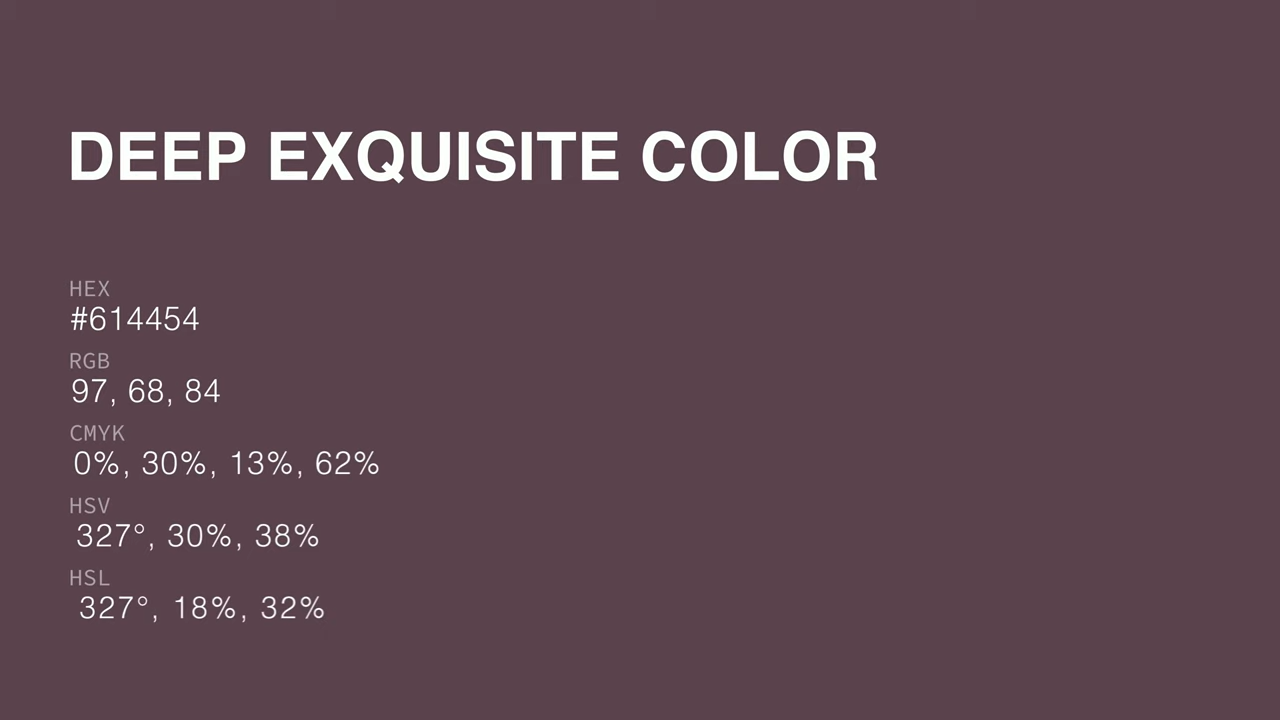 DEEP EXQUISITE COLOR
HEX
#614454
RGB
97, 68, 84
CMYK
0%, 30%, 13%, 62%
HSV
327°, 30%, 38%
HSL
327°, 18%, 32%